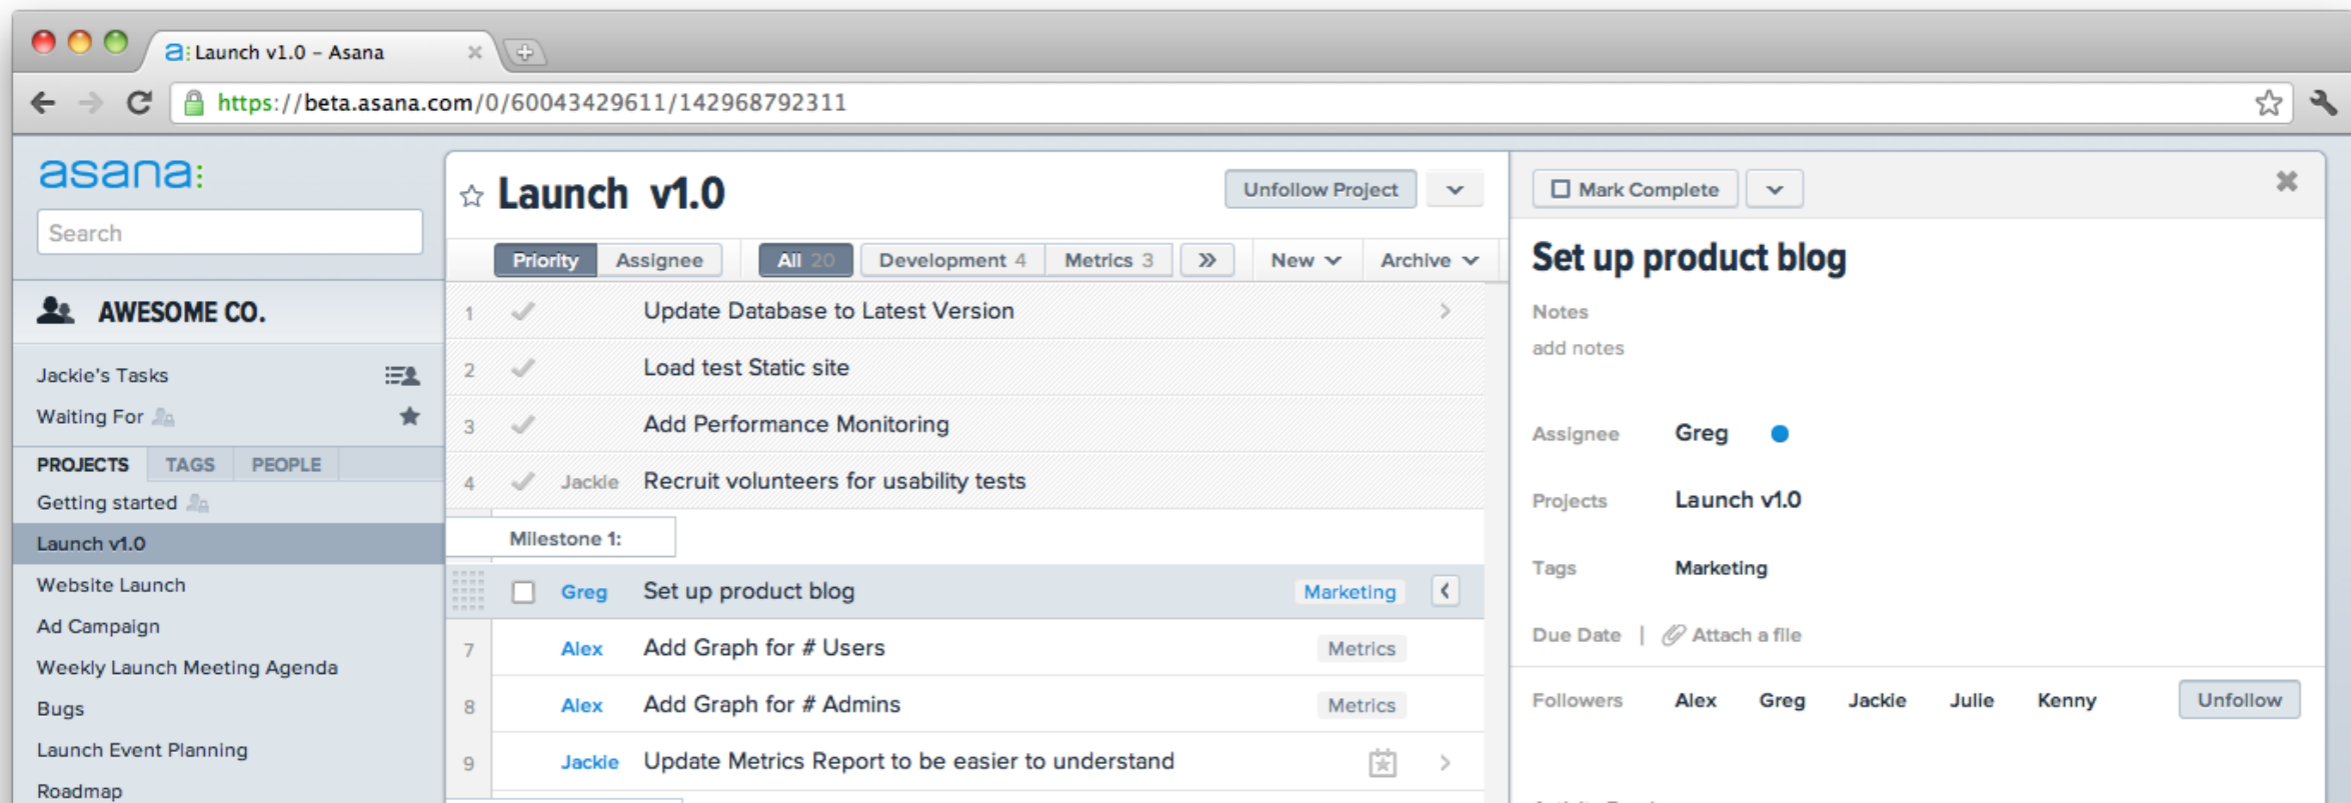 a: Launch v1.0 – Asana
https://beta.asana.com/0/60043429611/142968792311
asana:
Search
AWESOME CO.
Jackie's Tasks
Waiting For
PROJECTS TAGS PEOPLE
Getting started
Launch v1.0
Website Launch
Ad Campaign
Weekly Launch Meeting Agenda
Bugs
Launch Event Planning
Roadmap
Launch v1.0
Unfollow Project
Priority Assignee All 20 Development 4 Metrics 3 » New Archive
1 Update Database to Latest Version
2 Load test Static site
3 Add Performance Monitoring
4 Jackie Recruit volunteers for usability tests
Milestone 1:
Greg Set up product blog Marketing
7 Alex Add Graph for # Users Metrics
8 Alex Add Graph for # Admins Metrics
9 Jackie Update Metrics Report to be easier to understand
Mark Complete
Set up product blog
Notes
add notes
Assignee Greg
Projects Launch v1.0
Tags Marketing
Due Date | Attach a file
Followers Alex Greg Jackie Julie Kenny Unfollow